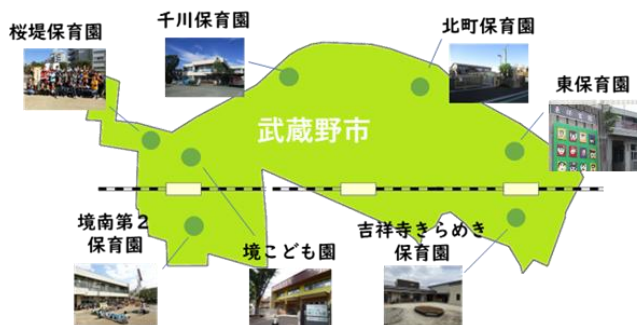 千川保育園
桜堤保育園
北町保育園
東保育園
武蔵野市
境南第２
保育園
境こども園
吉祥寺きらめき
保育園